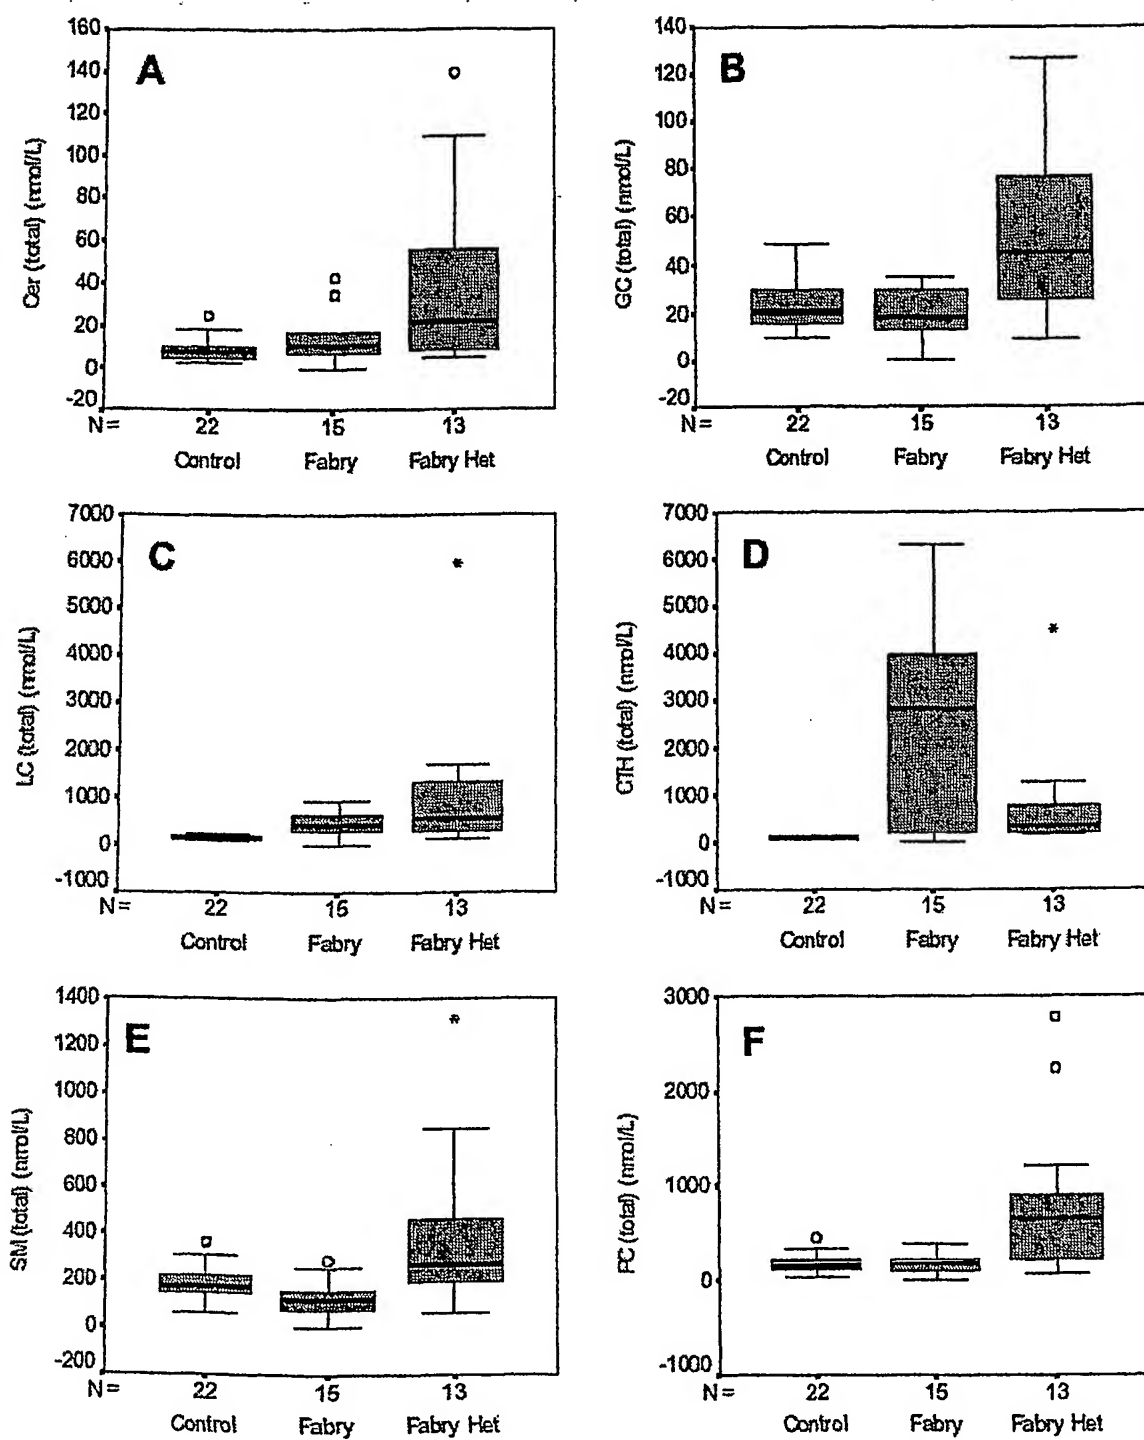 A
Cer (total) (nmol/L)
160
140
120
100
80
60
40
20
0
-20
N= 22 15 13
Control Fabry Fabry Het
B
GC (total) (nmol/L)
140
120
100
80
60
40
20
0
-20
N= 22 15 13
Control Fabry Fabry Het
C
LC (total) (nmol/L)
7000
6000
5000
4000
3000
2000
1000
0
-1000
N= 22 15 13
Control Fabry Fabry Het
D
CTH (total) (nmol/L)
7000
6000
5000
4000
3000
2000
1000
0
-1000
N= 22 15 13
Control Fabry Fabry Het
E
SM (total) (nmol/L)
1400
1200
1000
800
600
400
200
0
-200
N= 22 15 13
Control Fabry Fabry Het
F
PC (total) (nmol/L)
3000
2000
1000
0
-1000
N= 22 15 13
Control Fabry Fabry Het